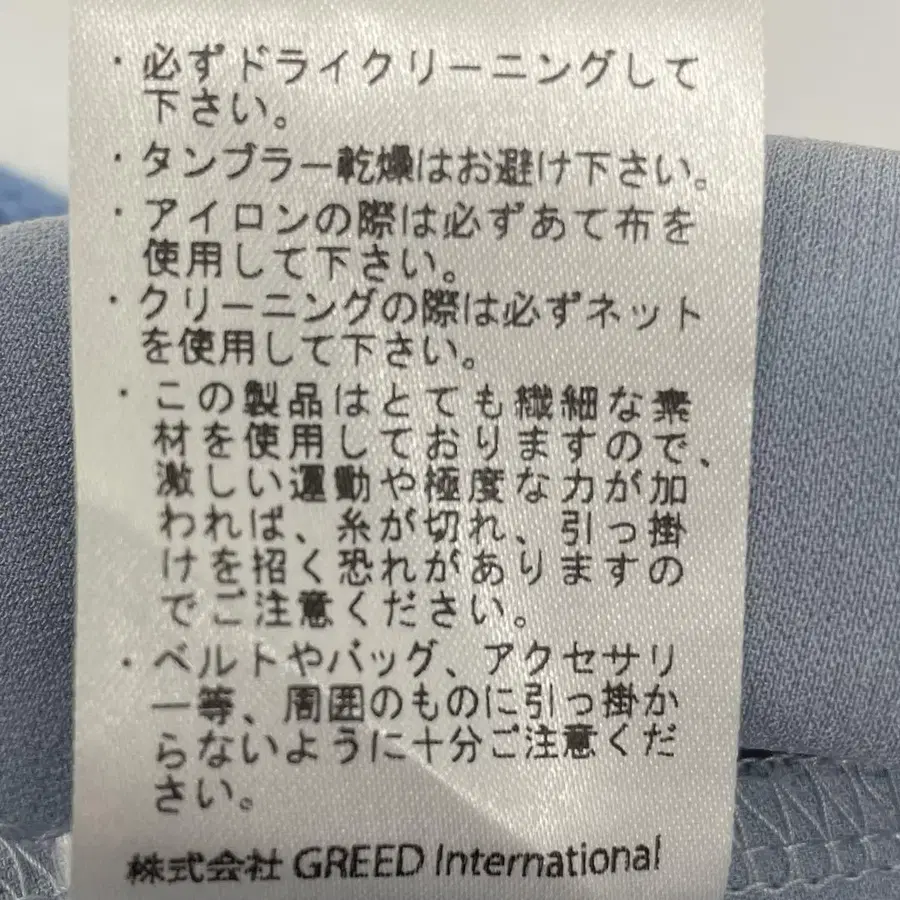 ・必ずドライクリーニングして
下さい。
・タンブラー乾燥はお避け下さい。
・アイロンの際は必ずあて布を
使用して下さい。
・クリーニングの際は必ずネット
を使用して下さい。
・この製品はとても繊細な素
材を使用しておりますので、
激しい運動や極度な力が加
われば、糸が切れ、引っ掛
けを招く恐れがありますの
でご注意ください。
・ベルトやバッグ、アクセサリ
ー等、周囲のものに引っ掛か
らないように十分ご注意くだ
さい。
株式会社 GREED International